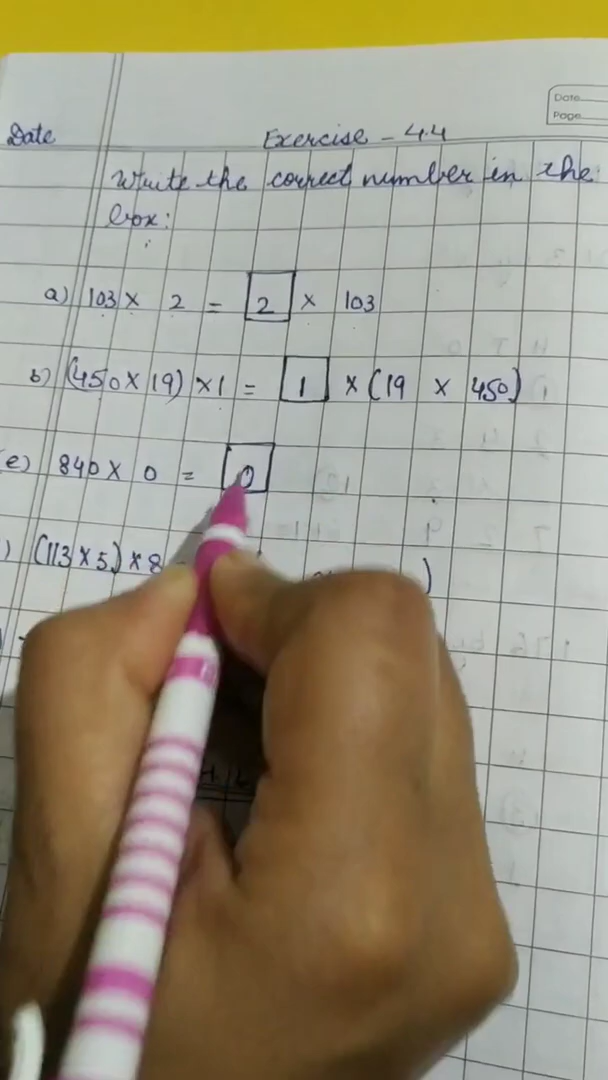 Date
Page
Date Exercise - 4.4
Write the correct number in the
box:
a) 103 × 2 = 2 × 103
b) (450 × 19) × 1 = 1 × (19 × 450)
e) 840 × 0 = 0
) (113 × 5) × 8 )